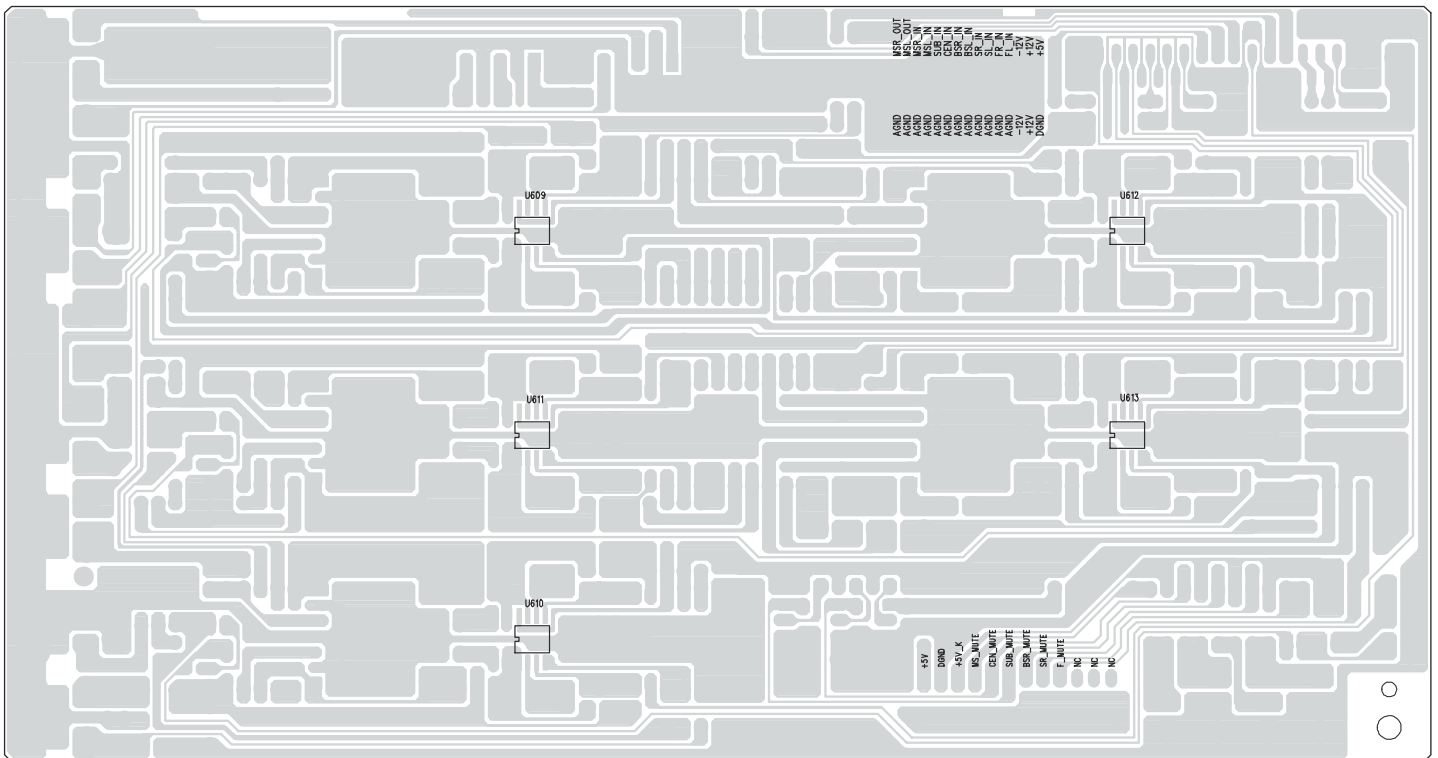 MSR_OUT
MSL_OUT
MSR_IN
MSL_IN
SUB_IN
CEN_IN
BSR_IN
BSL_IN
SR_IN
SL_IN
FR_IN
FL_IN
-12V
+12V
+5V
AGND
AGND
AGND
AGND
AGND
AGND
AGND
AGND
AGND
AGND
AGND
AGND
-12V
+12V
DGND
U609
U612
U611
U613
U610
+5V
DGND
+5V_K
MS_MUTE
CEN_MUTE
SUB_MUTE
BSR_MUTE
SR_MUTE
F_MUTE
NC
NC
NC